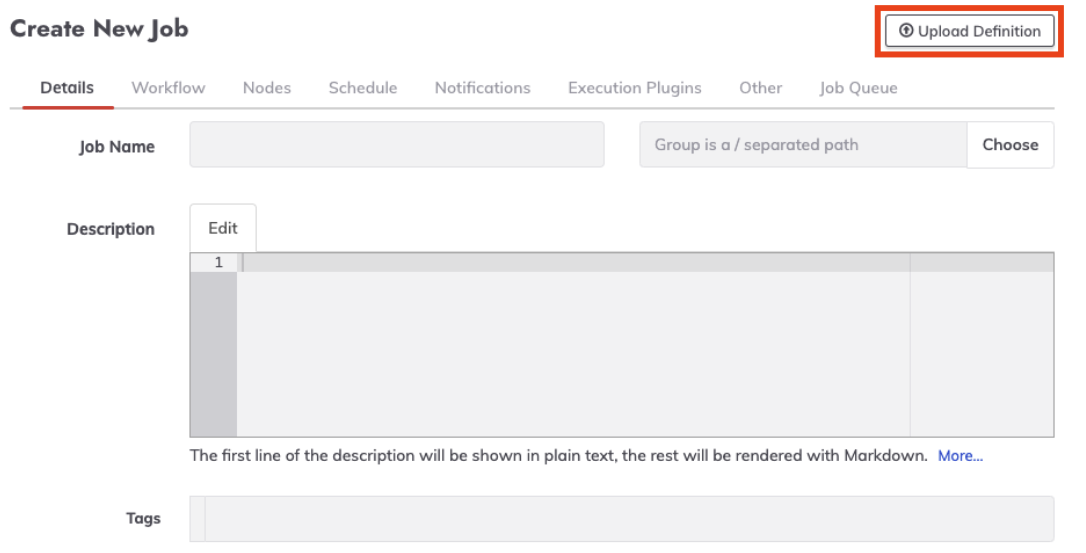 Create New Job
Upload Definition
Details Workflow Nodes Schedule Notifications Execution Plugins Other Job Queue
Job Name Group is a / separated path Choose
Description Edit
1
The first line of the description will be shown in plain text, the rest will be rendered with Markdown. More...
Tags